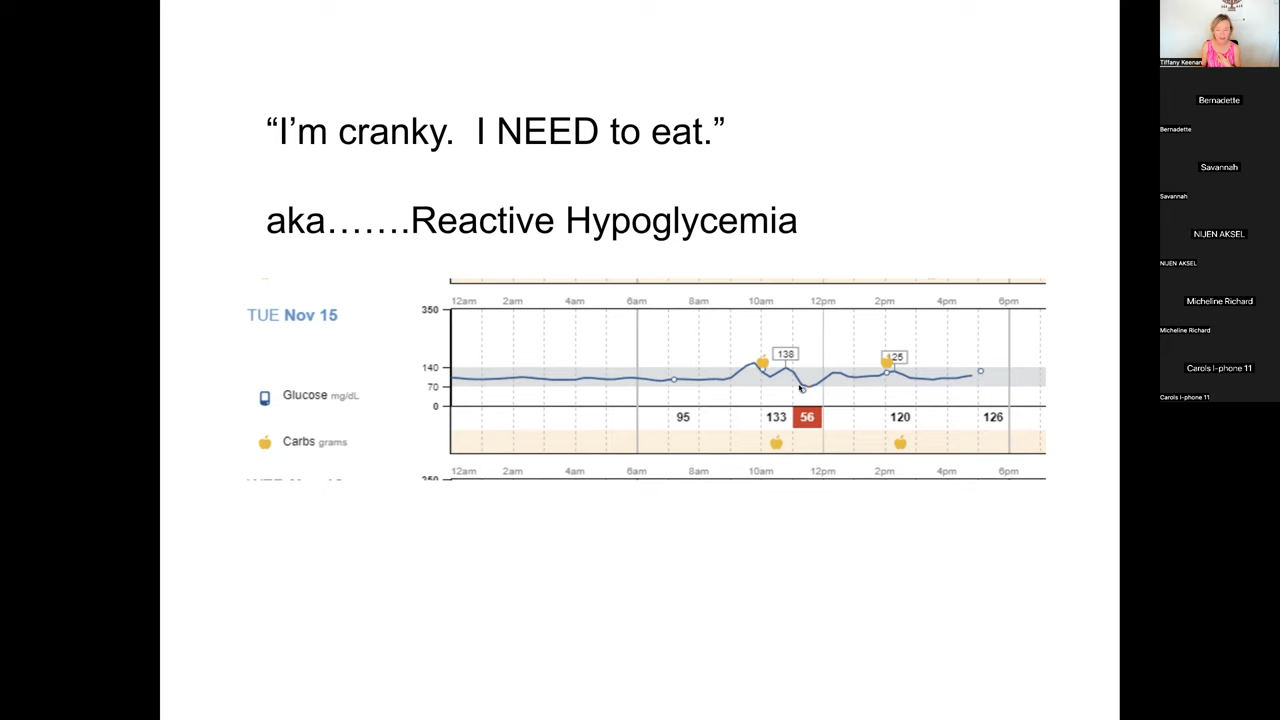 “I’m cranky.  I NEED to eat.”
aka…….Reactive Hypoglycemia
TUE Nov 15
12am 2am 4am 6am 8am 10am 12pm 2pm 4pm 6pm
350
138
125
140
70
0
Glucose mg/dL
95 133 56 120 126
Carbs grams
12am 2am 4am 6am 8am 10am 12pm 2pm 4pm 6pm
350
Tiffany Keenan
Bernadette
Bernadette
Savannah
Savannah
NIJEN AKSEL
NIJEN AKSEL
Micheline Richard
Micheline Richard
Carols I-phone 11
Carols I-phone 11